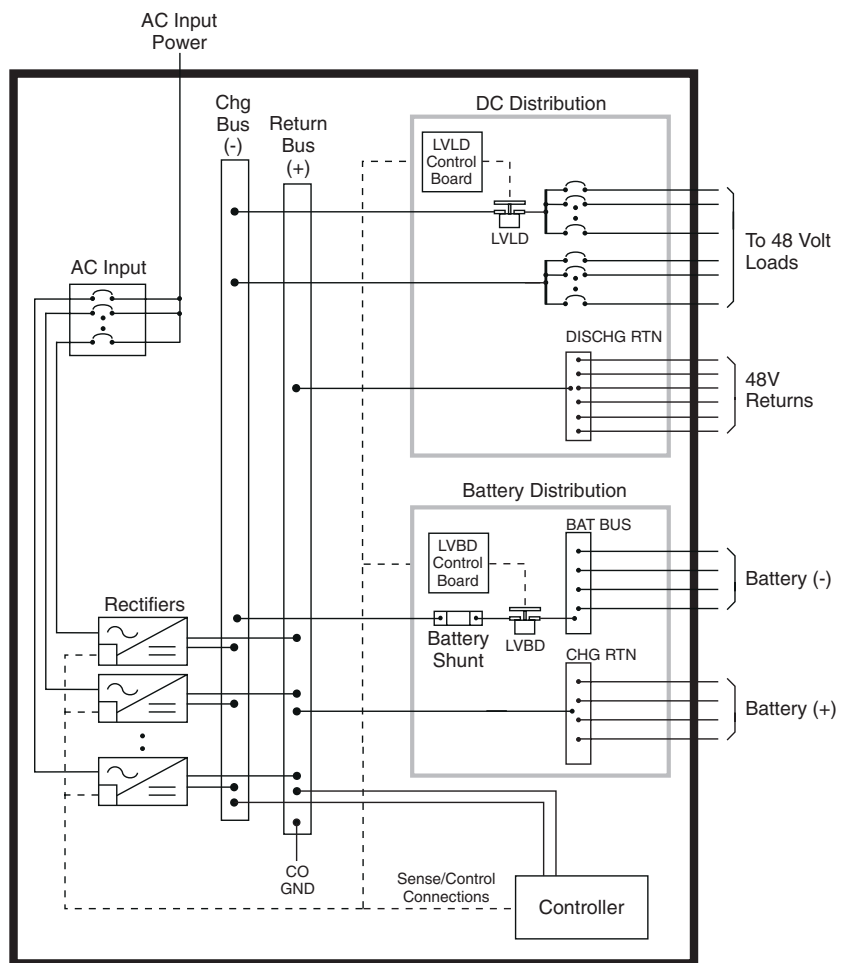 AC Input
Power
Chg
Bus
(-)
Return
Bus
(+)
DC Distribution
LVLD
Control
Board
LVLD
To 48 Volt
Loads
AC Input
DISCHG RTN
48V
Returns
Battery Distribution
LVBD
Control
Board
BAT BUS
Battery (-)
Rectifiers
Battery
Shunt
LVBD
CHG RTN
Battery (+)
CO
GND
Sense/Control
Connections
Controller